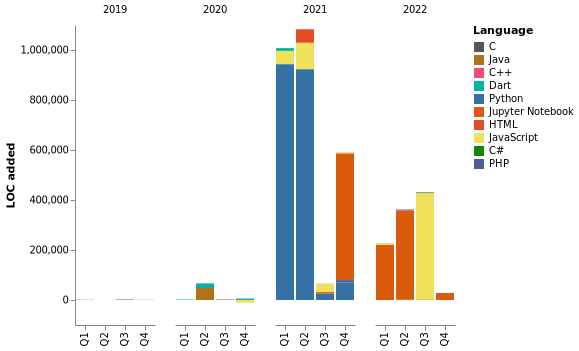 2019 2020 2021 2022
Language
C
Java
C++
Dart
Python
Jupyter Notebook
HTML
JavaScript
C#
PHP
LOC added
1,000,000
800,000
600,000
400,000
200,000
0
Q1 Q2 Q3 Q4 Q1 Q2 Q3 Q4 Q1 Q2 Q3 Q4 Q1 Q2 Q3 Q4